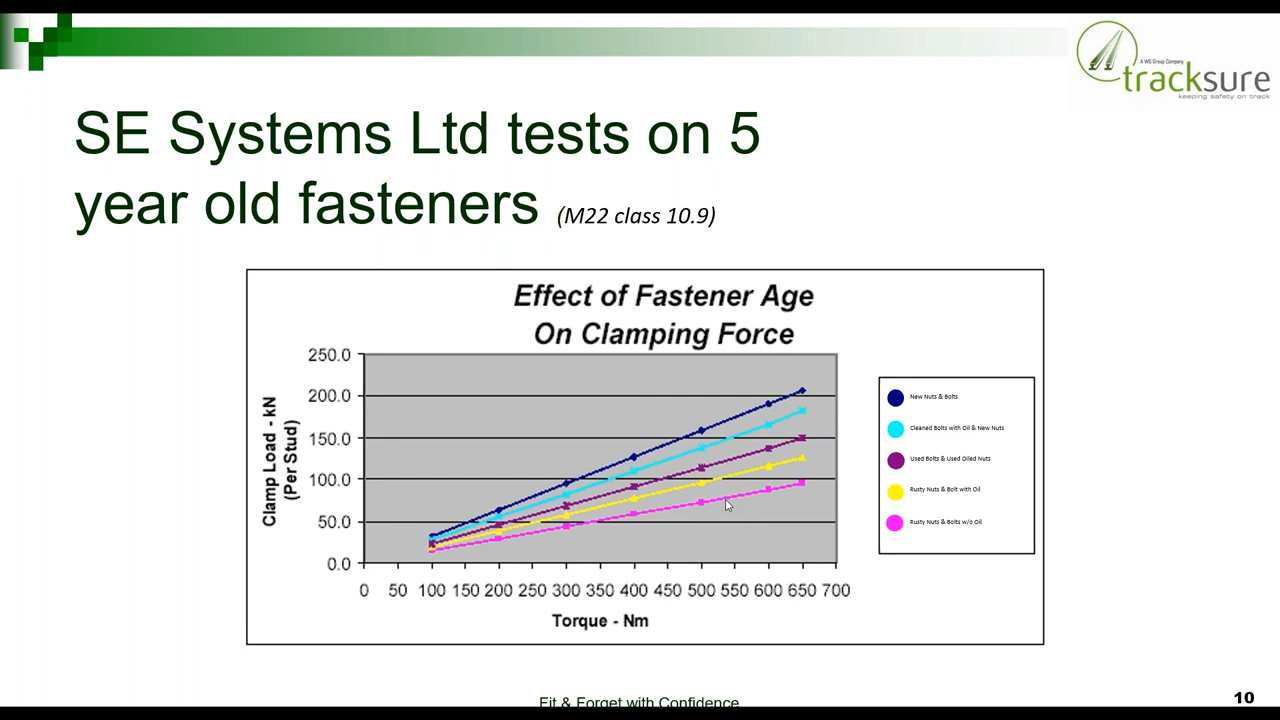 A WS Group Company
tracksure
keeping safety on track
SE Systems Ltd tests on 5
year old fasteners (M22 class 10.9)
Effect of Fastener Age
On Clamping Force
Clamp Load - kN
(Per Stud)
250.0
200.0
150.0
100.0
50.0
0.0
0 50 100 150 200 250 300 350 400 450 500 550 600 650 700
Torque - Nm
New Nuts & Bolts
Cleaned Bolts with Oil & New Nuts
Used Bolts & Used Oiled Nuts
Rusty Nuts & Bolt with Oil
Rusty Nuts & Bolts w/o Oil
Fit & Forget with Confidence
10